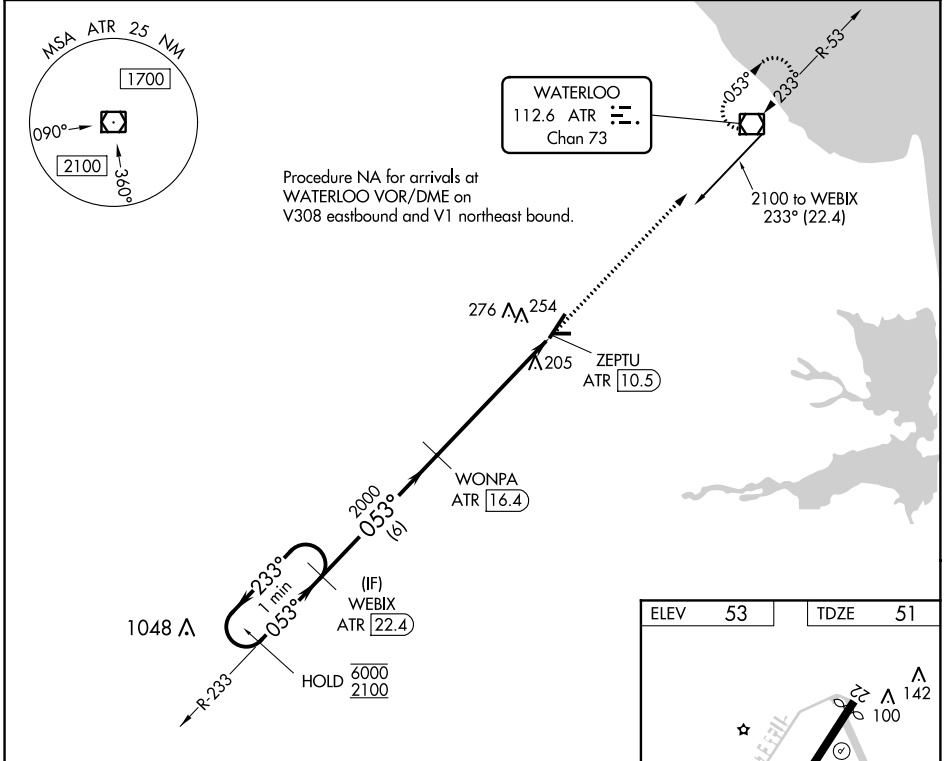 MSA ATR 25 NM
1700
090°
2100
360°
WATERLOO
112.6 ATR
Chan 73
053°
233°
R-53
Procedure NA for arrivals at
WATERLOO VOR/DME on
V308 eastbound and V1 northeast bound.
2100 to WEBIX
233° (22.4)
276
254
205
ZEPTU
ATR 10.5
WONPA
ATR 16.4
2000
053°
(6)
233°
1 min
053°
(IF)
WEBIX
ATR 22.4
1048
HOLD 6000
2100
R-233
ELEV 53
TDZE 51
22
142
100